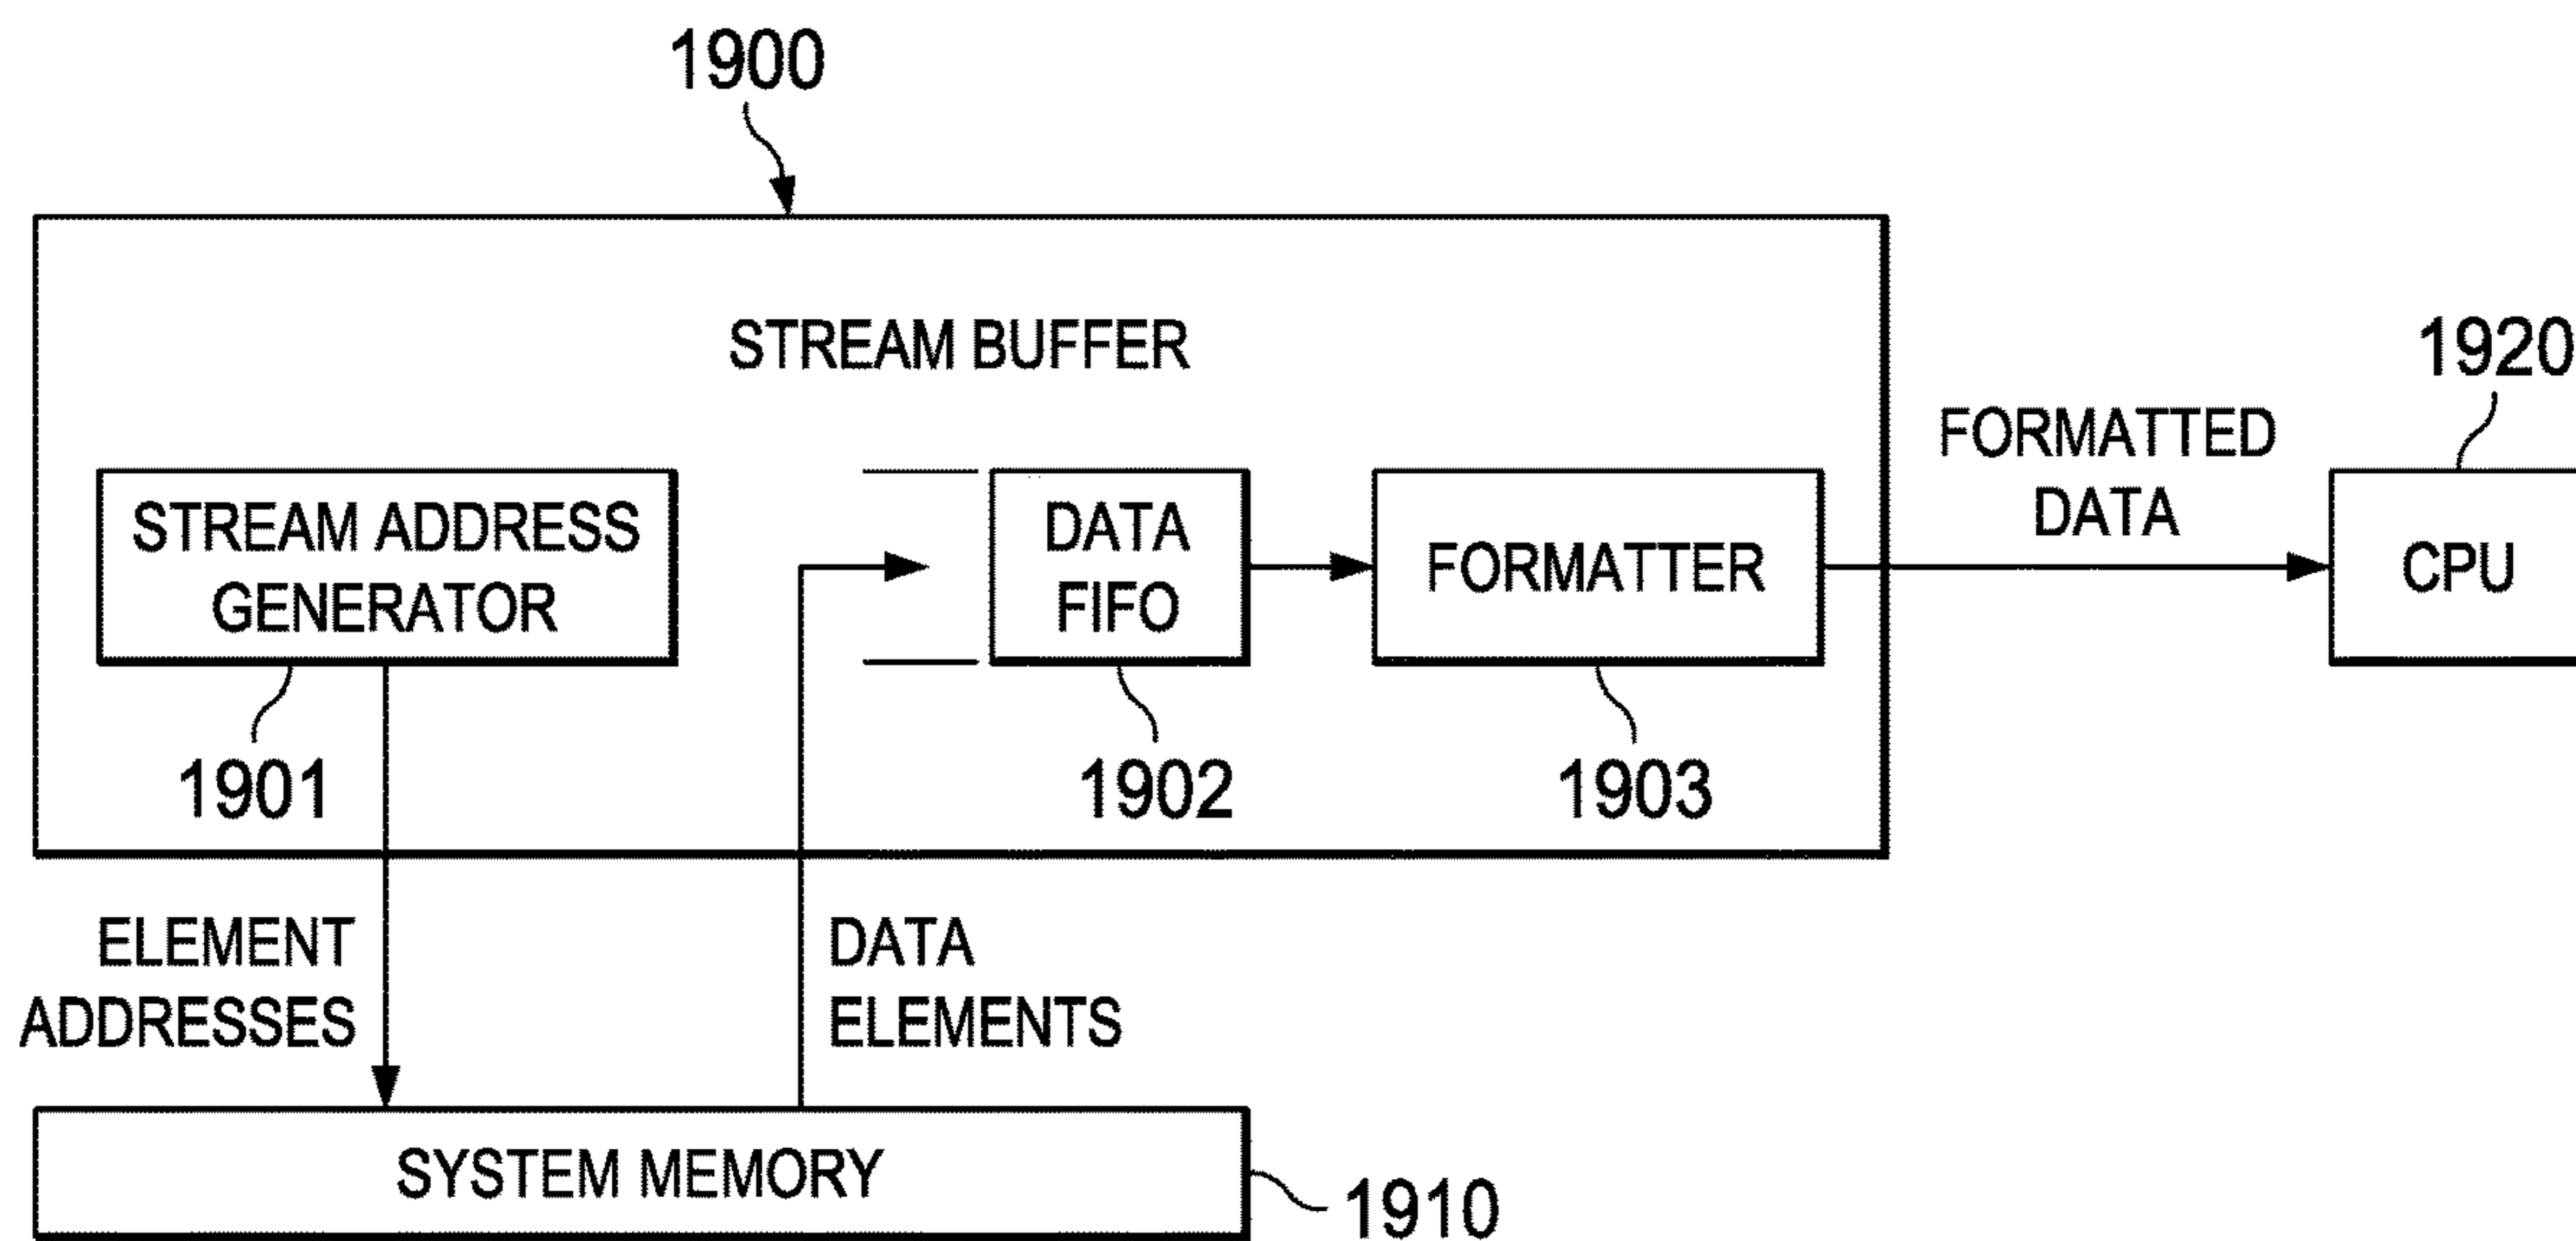 1900
STREAM BUFFER
1920
FORMATTED
DATA
STREAM ADDRESS
GENERATOR
DATA
FIFO
FORMATTER
CPU
1901
1902
1903
ELEMENT
ADDRESSES
DATA
ELEMENTS
SYSTEM MEMORY
1910